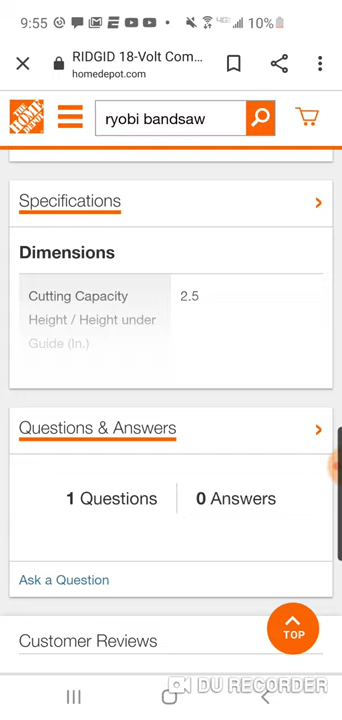 9:55
10%
RIDGID 18-Volt Com...
homedepot.com
THE HOME DEPOT
ryobi bandsaw
Specifications
Dimensions
Cutting Capacity
Height / Height under
Guide (In.)
2.5
Questions & Answers
1 Questions
0 Answers
Ask a Question
TOP
Customer Reviews
DU RECORDER